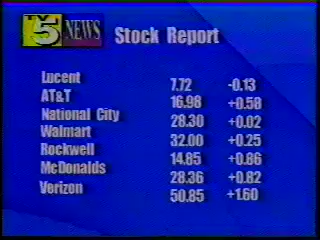 TV 5 NEWS Stock Report
Lucent 7.72 -0.13
AT&T 16.98 +0.58
National City 28.30 +0.02
Walmart 32.00 +0.25
Rockwell 14.85 +0.86
McDonalds 28.36 +0.82
Verizon 50.85 +1.60